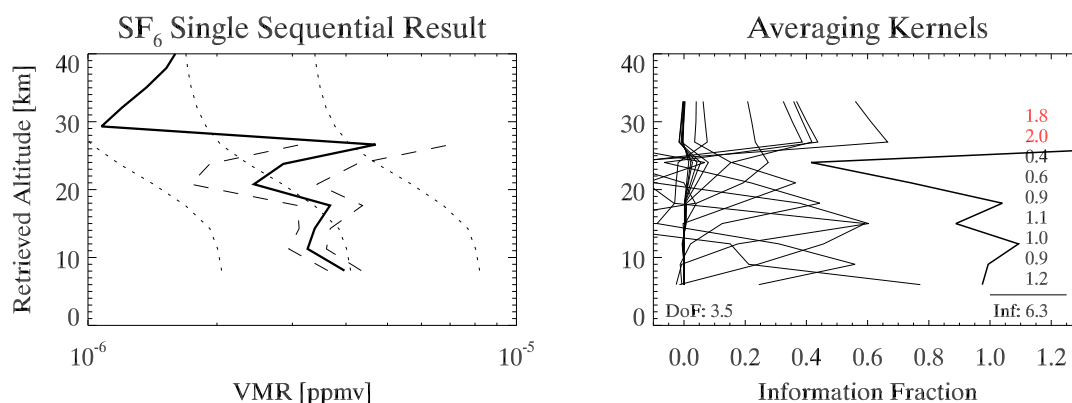 SF6 Single Sequential Result
Retrieved Altitude [km]
40
30
20
10
0
10^-6
10^-5
VMR [ppmv]
Averaging Kernels
40
30
20
10
0
1.8
2.0
0.4
0.6
0.9
1.1
1.0
0.9
1.2
DoF: 3.5
Inf: 6.3
0.0 0.2 0.4 0.6 0.8 1.0 1.2
Information Fraction